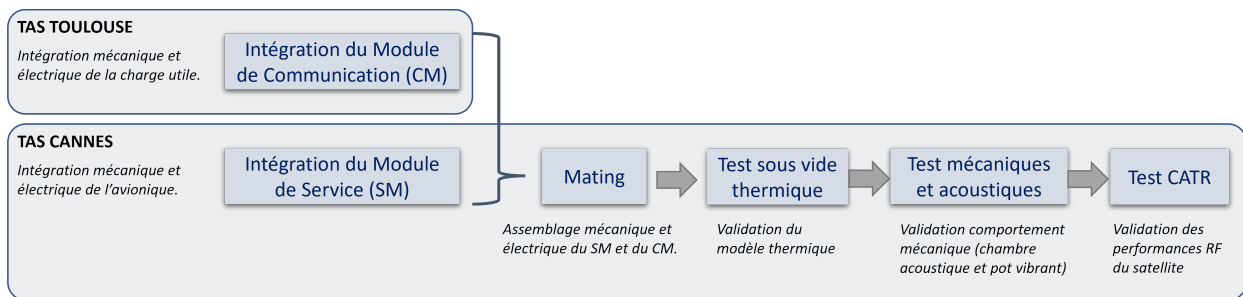 TAS TOULOUSE
Intégration mécanique et
électrique de la charge utile.
Intégration du Module
de Communication (CM)
TAS CANNES
Intégration mécanique et
électrique de l'avionique.
Intégration du Module
de Service (SM)
Mating
Assemblage mécanique et
électrique du SM et du CM.
Test sous vide
thermique
Validation du
modèle thermique
Test mécaniques
et acoustiques
Validation comportement
mécanique (chambre
acoustique et pot vibrant)
Test CATR
Validation des
performances RF
du satellite